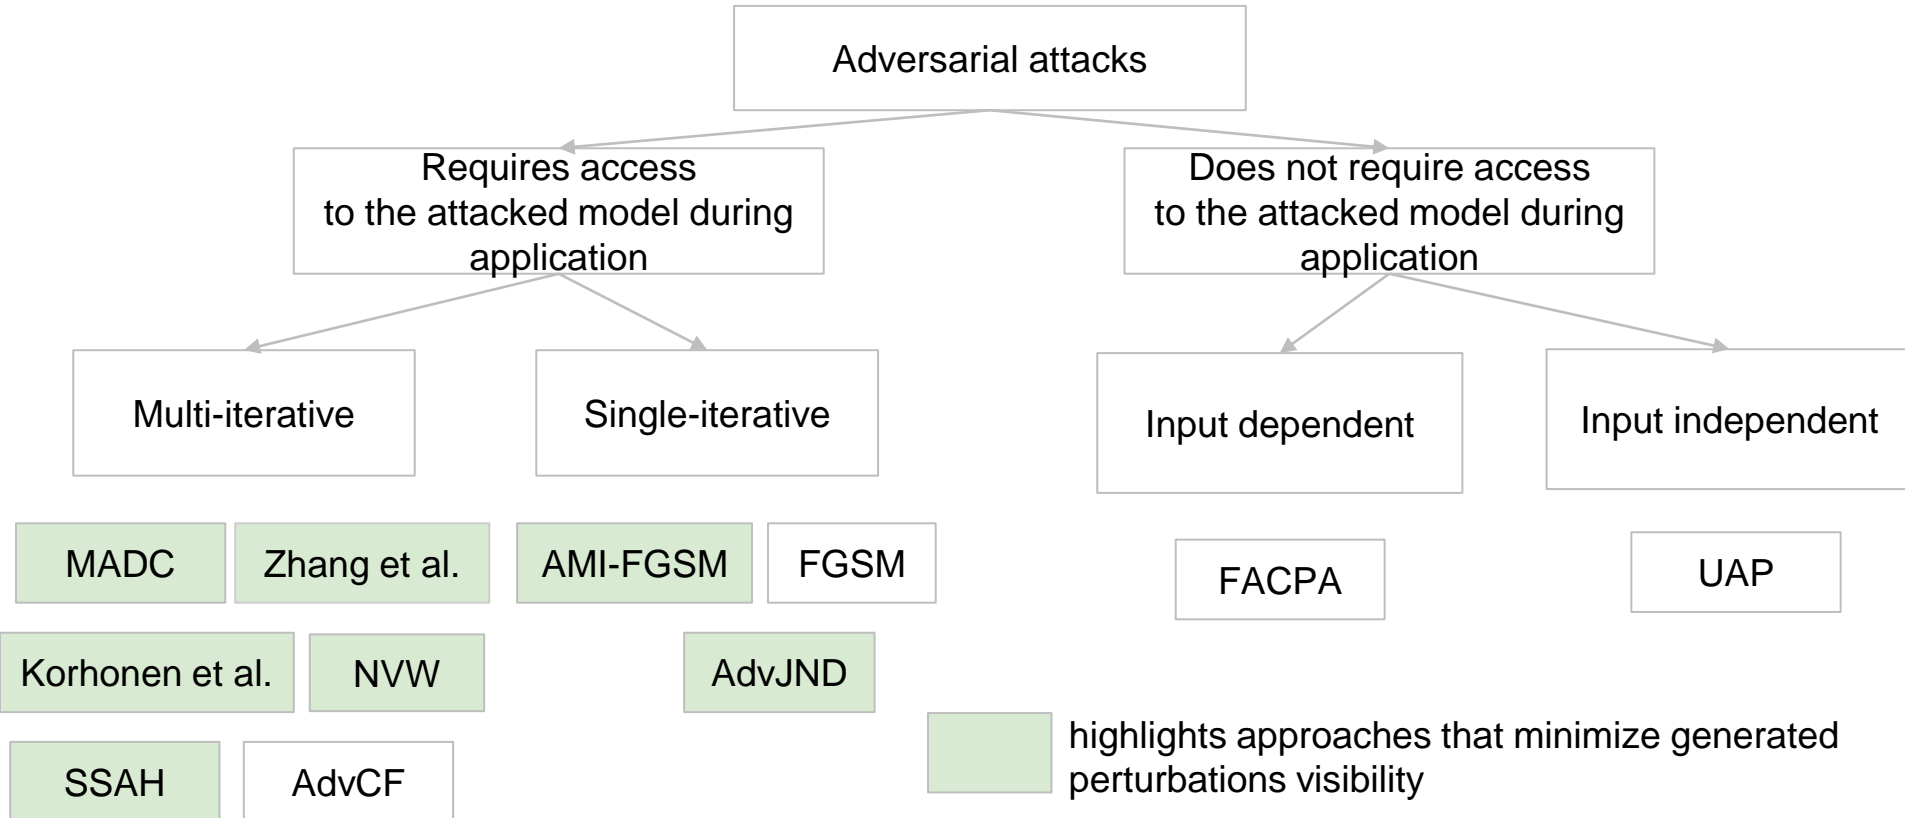 Adversarial attacks
Requires access
to the attacked model during
application
Does not require access
to the attacked model during
application
Multi-iterative
Single-iterative
Input dependent
Input independent
MADC
Zhang et al.
AMI-FGSM
FGSM
FACPA
UAP
Korhonen et al.
NVW
AdvJND
SSAH
AdvCF
highlights approaches that minimize generated
perturbations visibility